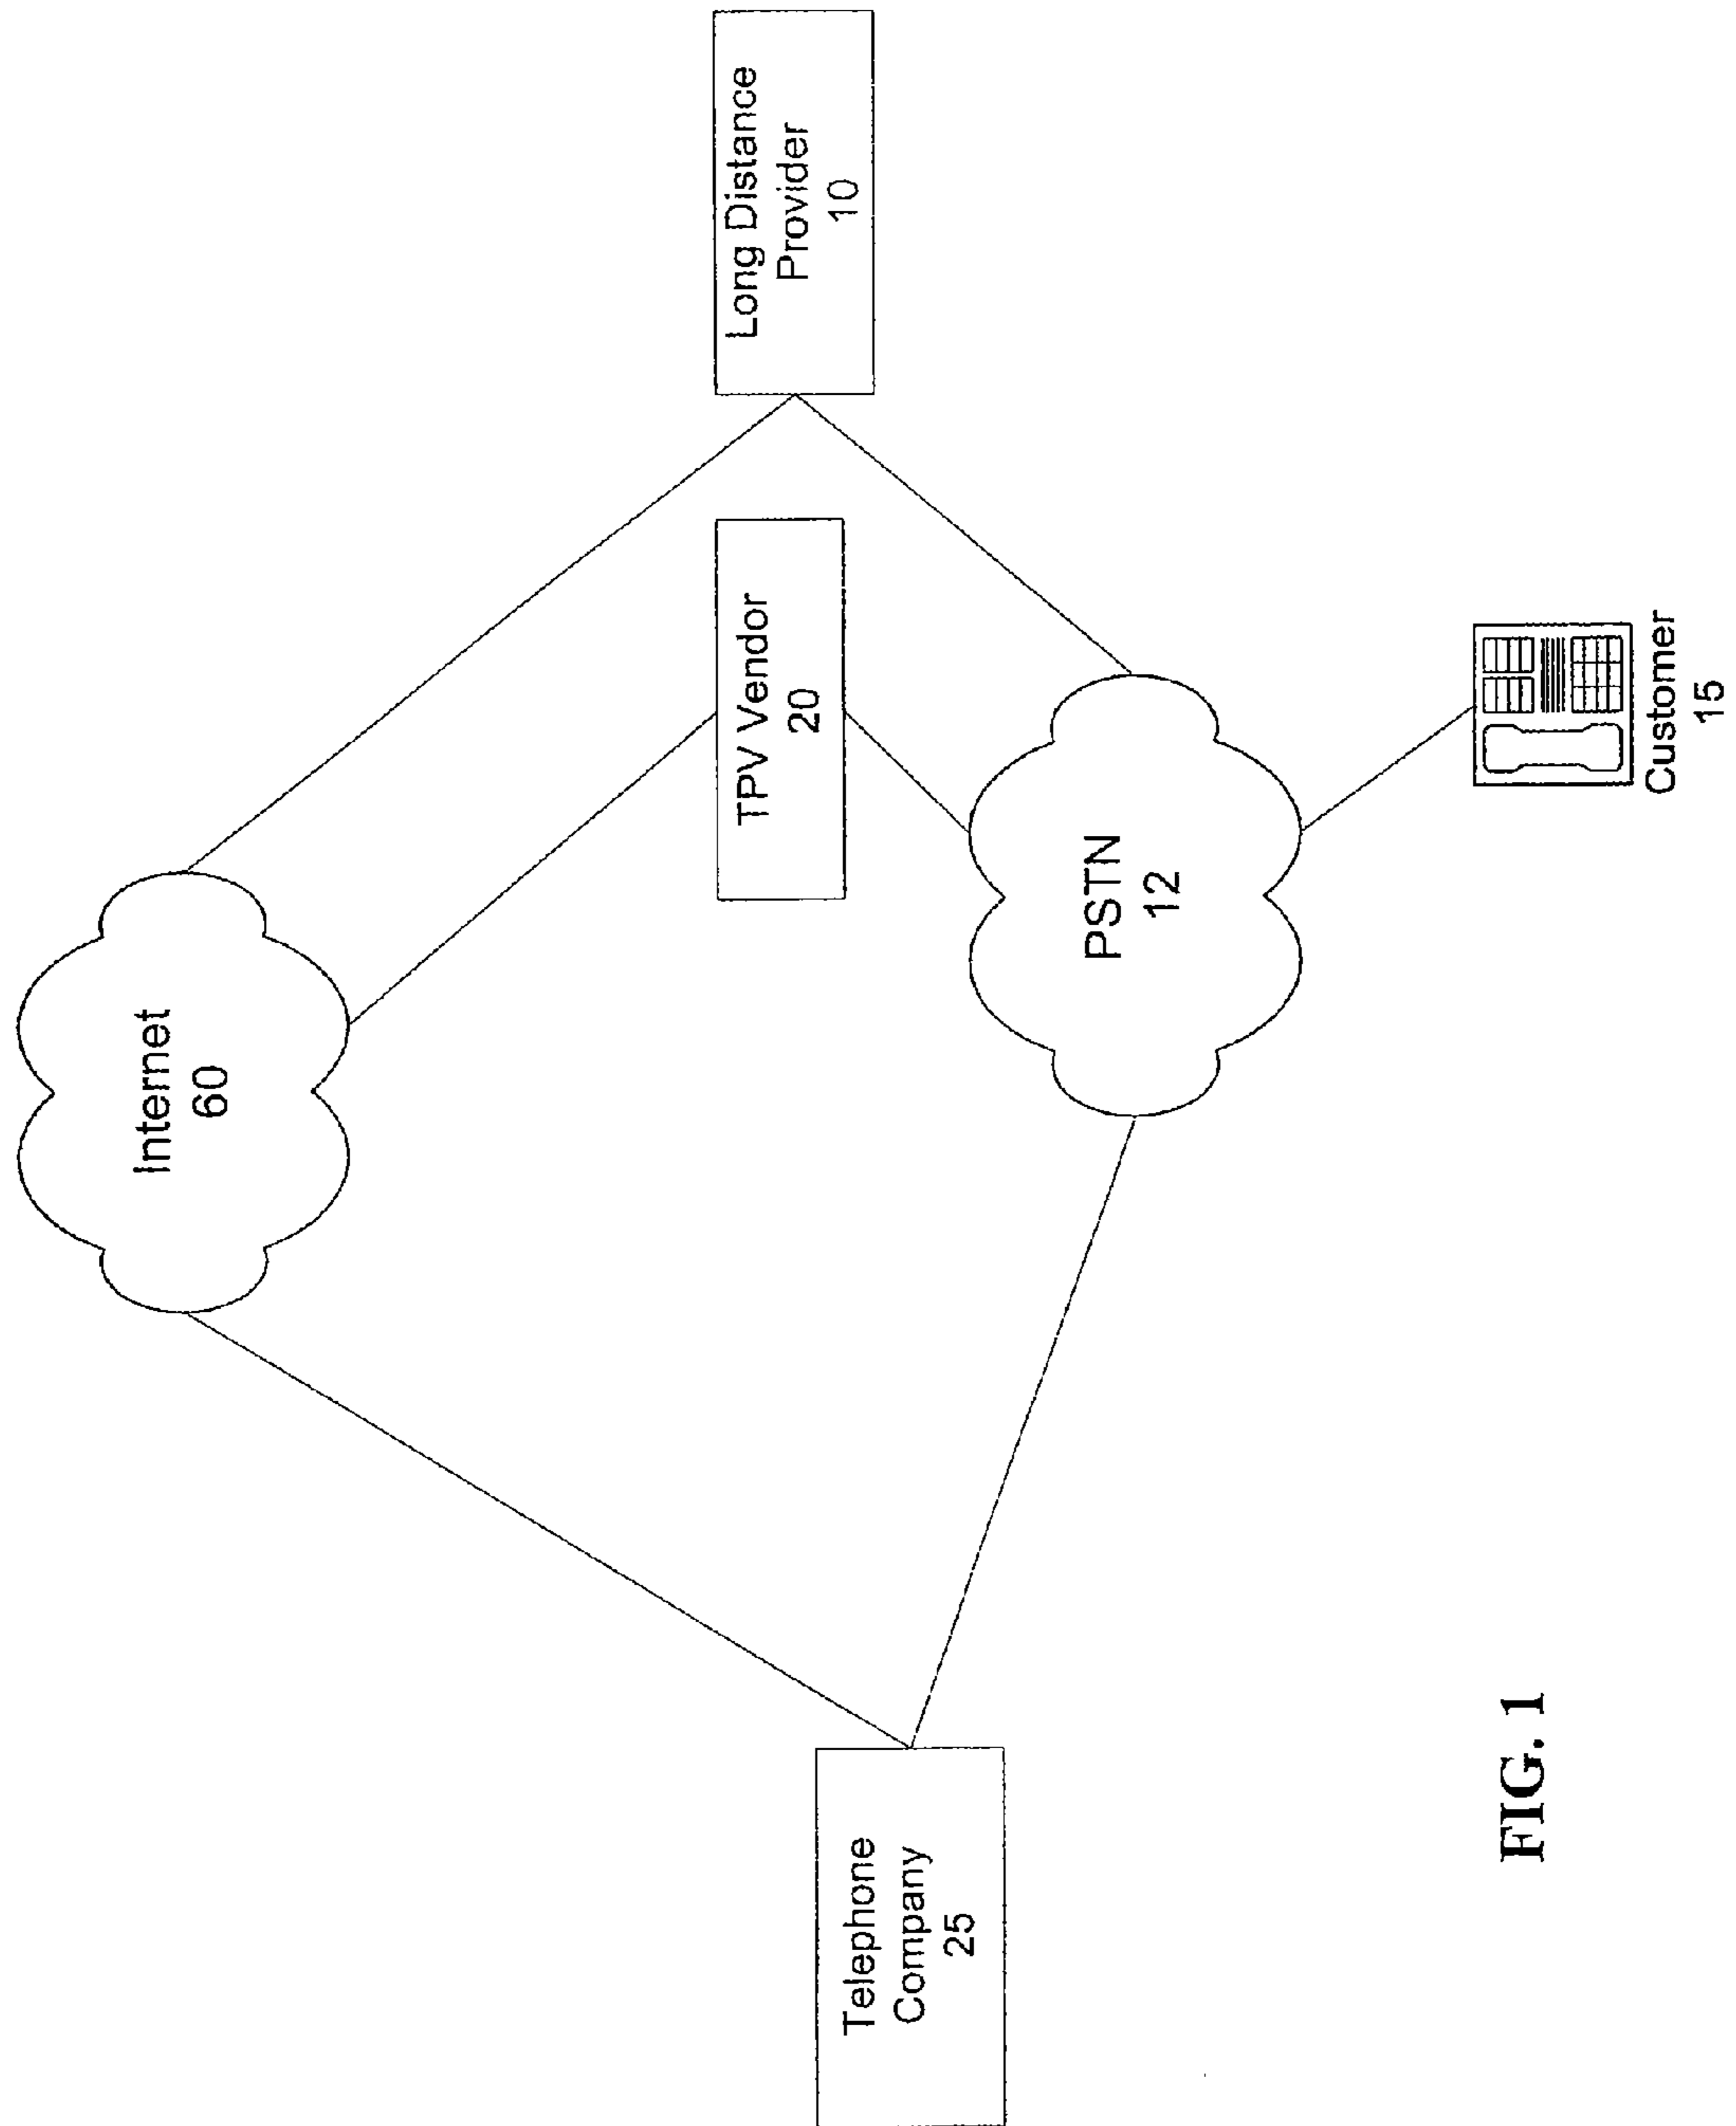 Internet
60
Telephone
Company
25
TPV Vendor
20
Long Distance
Provider
10
PSTN
12
Customer
15
FIG. 1